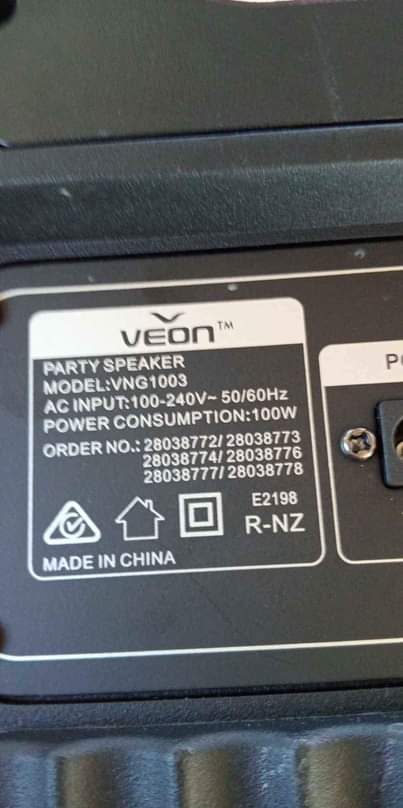 VEON™
PARTY SPEAKER
MODEL:VNG1003
AC INPUT:100-240V~ 50/60Hz
POWER CONSUMPTION:100W
ORDER NO.: 28038772/ 28038773
28038774/ 28038776
28038777/ 28038778
E2198
R-NZ
MADE IN CHINA